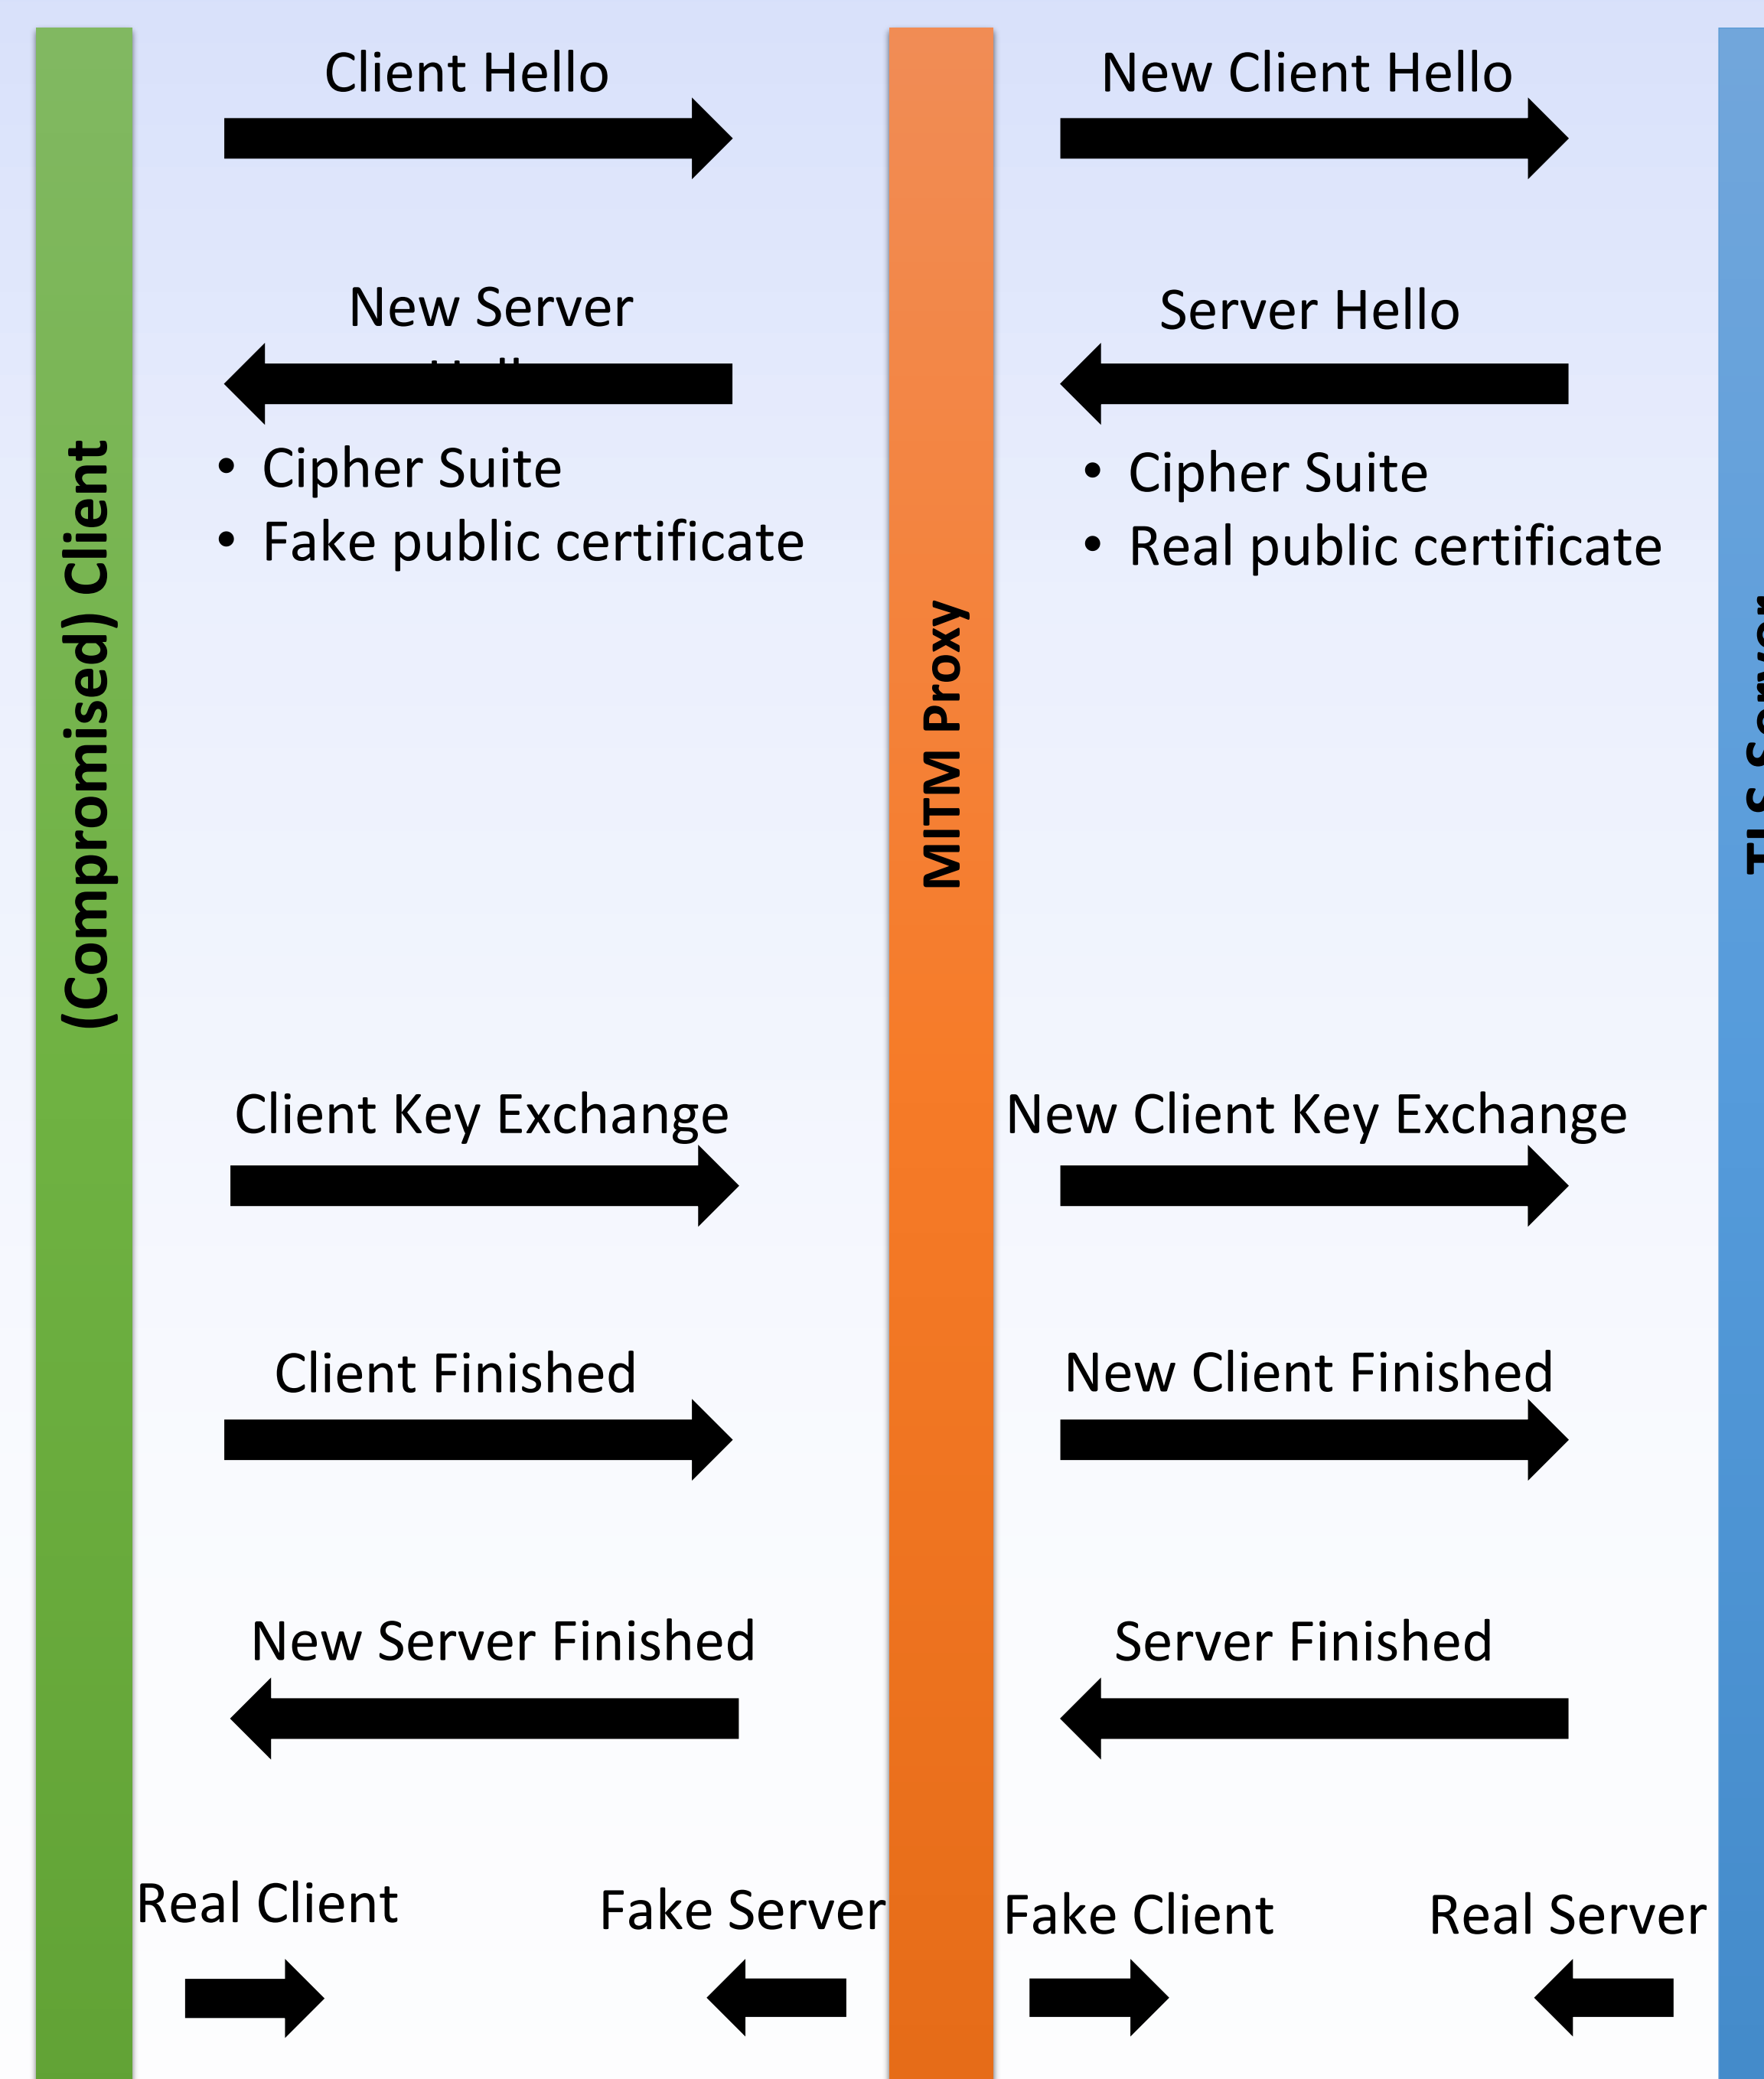 Client Hello
New Client Hello
New Server
Server Hello
• Cipher Suite
• Fake public certificate
• Cipher Suite
• Real public certificate
(Compromised) Client
MITM Proxy
TLS Server
Client Key Exchange
New Client Key Exchange
Client Finished
New Client Finished
New Server Finished
Server Finished
Real Client
Fake Server
Fake Client
Real Server